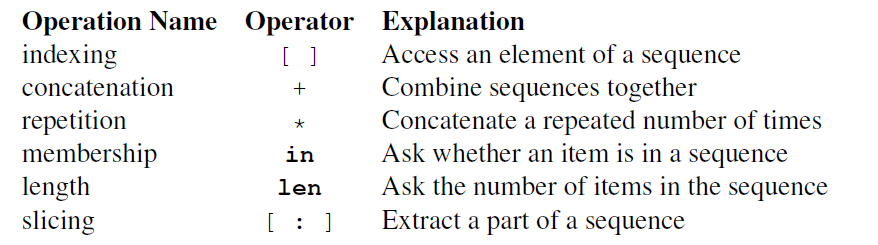 Operation Name Operator Explanation
indexing [ ] Access an element of a sequence
concatenation + Combine sequences together
repetition * Concatenate a repeated number of times
membership in Ask whether an item is in a sequence
length len Ask the number of items in the sequence
slicing [ : ] Extract a part of a sequence